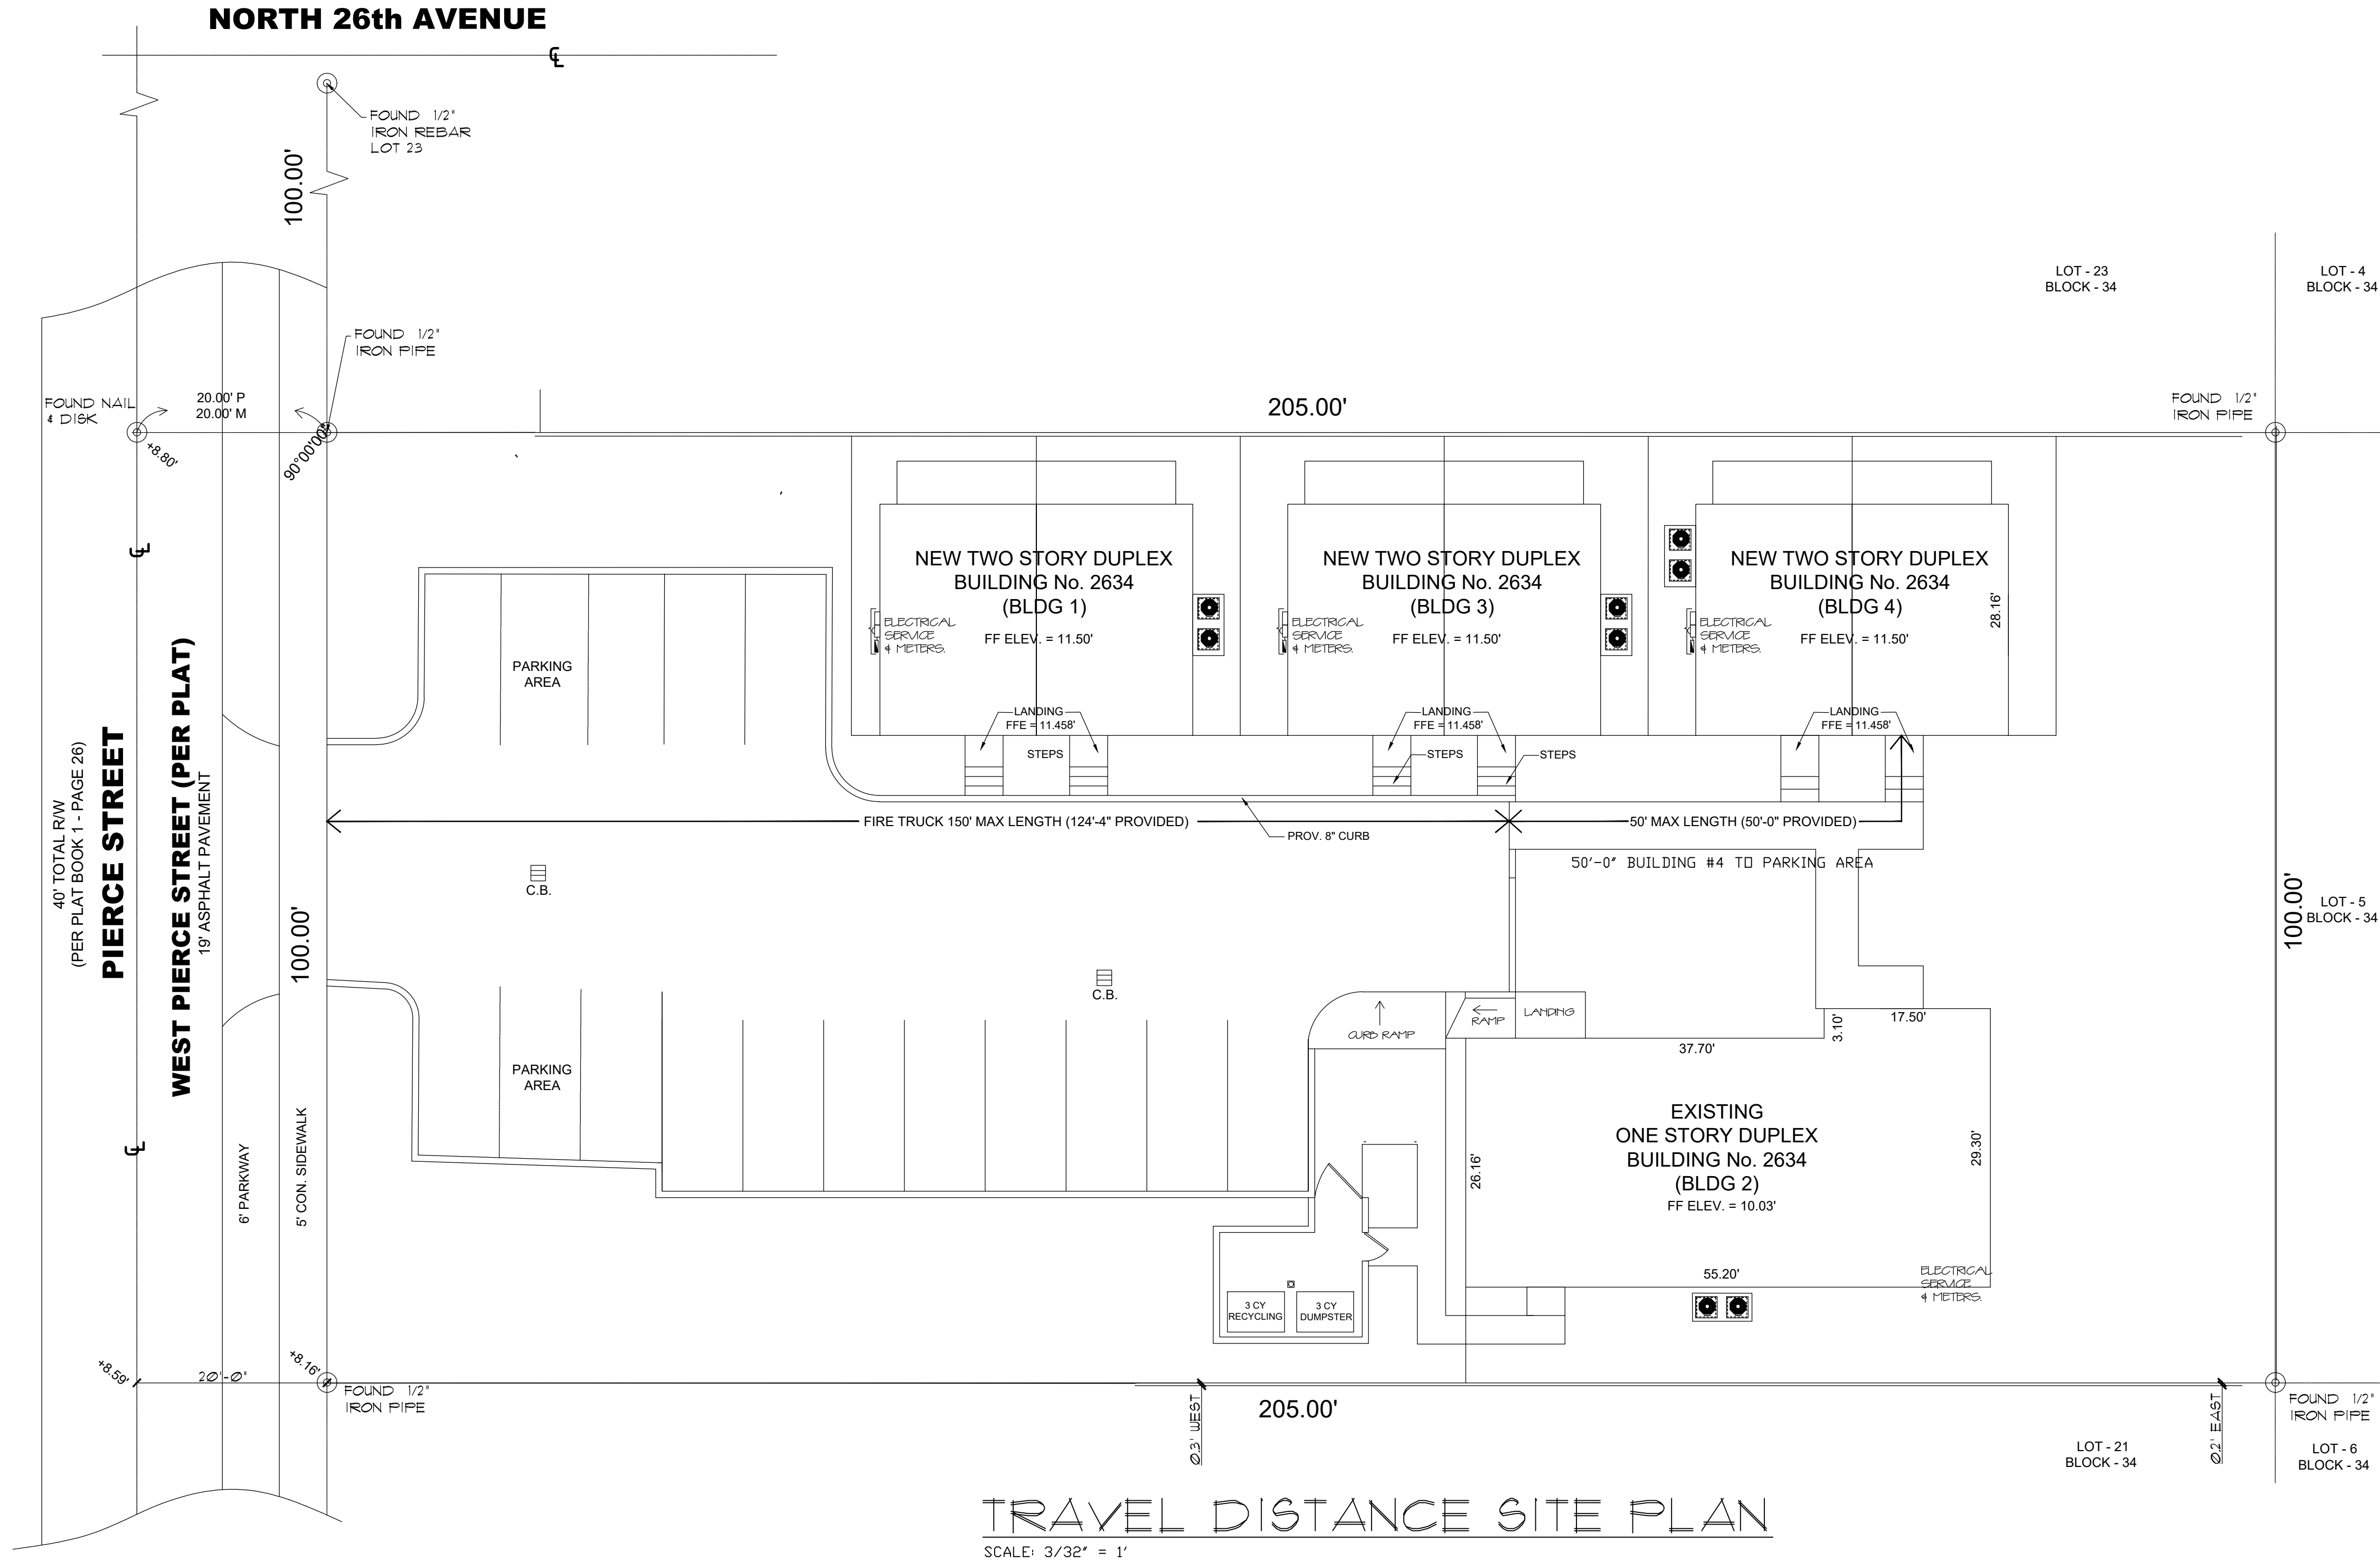 NORTH 26th AVENUE
℄
FOUND 1/2"
IRON REBAR
LOT 23
100.00'
LOT - 23
BLOCK - 34
LOT - 4
BLOCK - 34
FOUND 1/2"
IRON PIPE
FOUND NAIL
& DISK
20.00' P
20.00' M
+8.80'
90°00'00"
205.00'
FOUND 1/2"
IRON PIPE
℄
NEW TWO STORY DUPLEX
BUILDING No. 2634
(BLDG 1)
FF ELEV. = 11.50'
ELECTRICAL
SERVICE
& METERS.
NEW TWO STORY DUPLEX
BUILDING No. 2634
(BLDG 3)
FF ELEV. = 11.50'
ELECTRICAL
SERVICE
& METERS.
NEW TWO STORY DUPLEX
BUILDING No. 2634
(BLDG 4)
FF ELEV. = 11.50'
ELECTRICAL
SERVICE
& METERS.
28.16'
PARKING
AREA
LANDING
FFE = 11.458'
STEPS
LANDING
FFE = 11.458'
STEPS
STEPS
LANDING
FFE = 11.458'
40' TOTAL R/W
(PER PLAT BOOK 1 - PAGE 26)
PIERCE STREET
WEST PIERCE STREET (PER PLAT)
19' ASPHALT PAVEMENT
FIRE TRUCK 150' MAX LENGTH (124'-4" PROVIDED)
50' MAX LENGTH (50'-0" PROVIDED)
PROV. 8" CURB
50'-0" BUILDING #4 TO PARKING AREA
C.B.
C.B.
100.00'
100.00'
LOT - 5
BLOCK - 34
CURB RAMP
RAMP
LANDING
17.50'
3.10'
37.70'
PARKING
AREA
6' PARKWAY
5' CON. SIDEWALK
℄
EXISTING
ONE STORY DUPLEX
BUILDING No. 2634
(BLDG 2)
FF ELEV. = 10.03'
26.16'
29.30'
55.20'
ELECTRICAL
SERVICE
& METERS.
3 CY
RECYCLING
3 CY
DUMPSTER
+8.59'
20'-0"
+8.16'
FOUND 1/2"
IRON PIPE
0.3' WEST
205.00'
0.2' EAST
FOUND 1/2"
IRON PIPE
LOT - 21
BLOCK - 34
LOT - 6
BLOCK - 34
TRAVEL DISTANCE SITE PLAN
SCALE: 3/32" = 1'